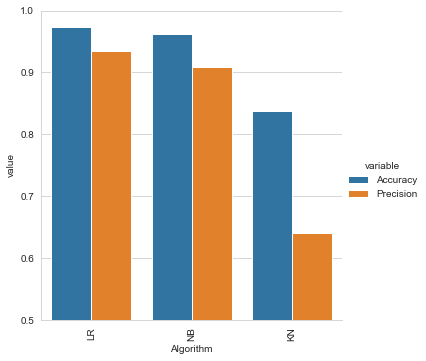 1.0
0.9
0.8
0.7
0.6
0.5
value
LR
NB
KN
Algorithm
variable
Accuracy
Precision